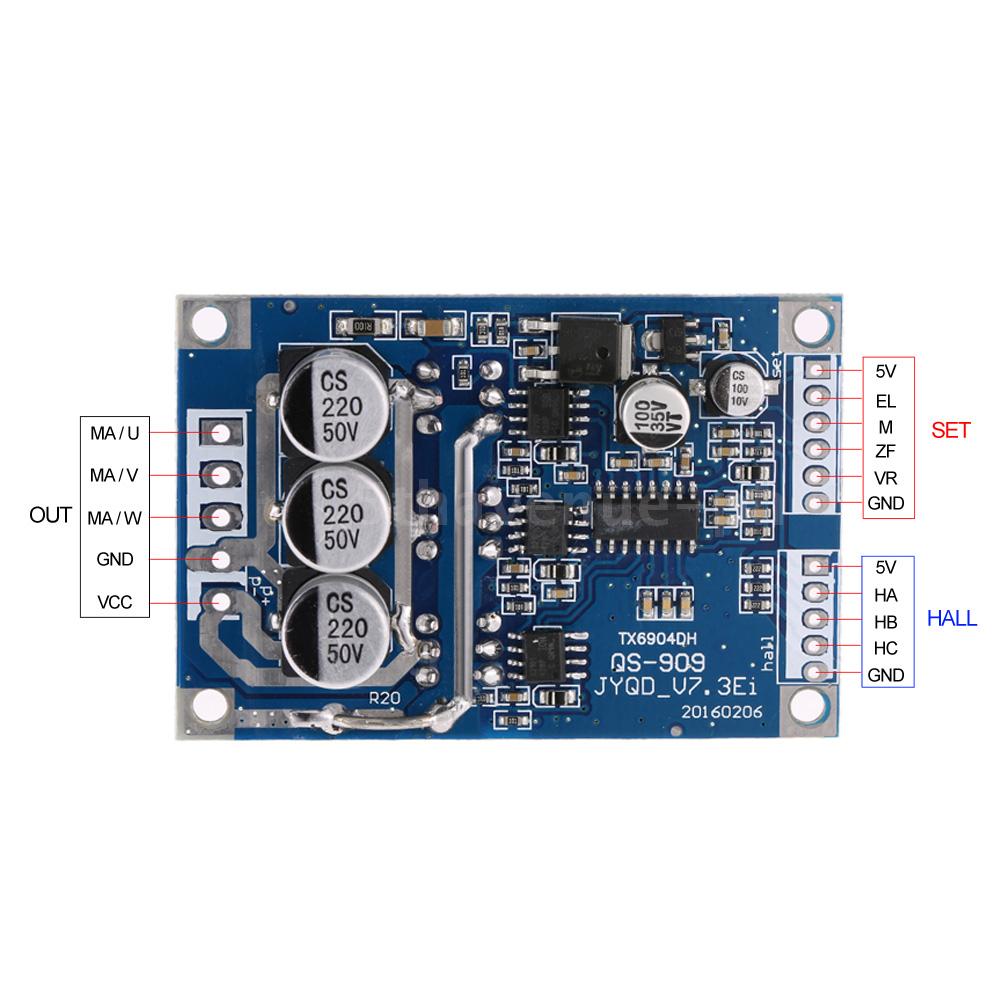 OUT
MA / U
MA / V
MA / W
GND
VCC
P-
P+
CS
220
50V
CS
220
50V
CS
220
50V
R100
CS
100
10V
100
35V
VT
set
5V
EL
M
ZF
VR
GND
SET
hall
5V
HA
HB
HC
GND
HALL
TX6904DH
QS-909
JYQD_V7.3Ei
20160206
R20